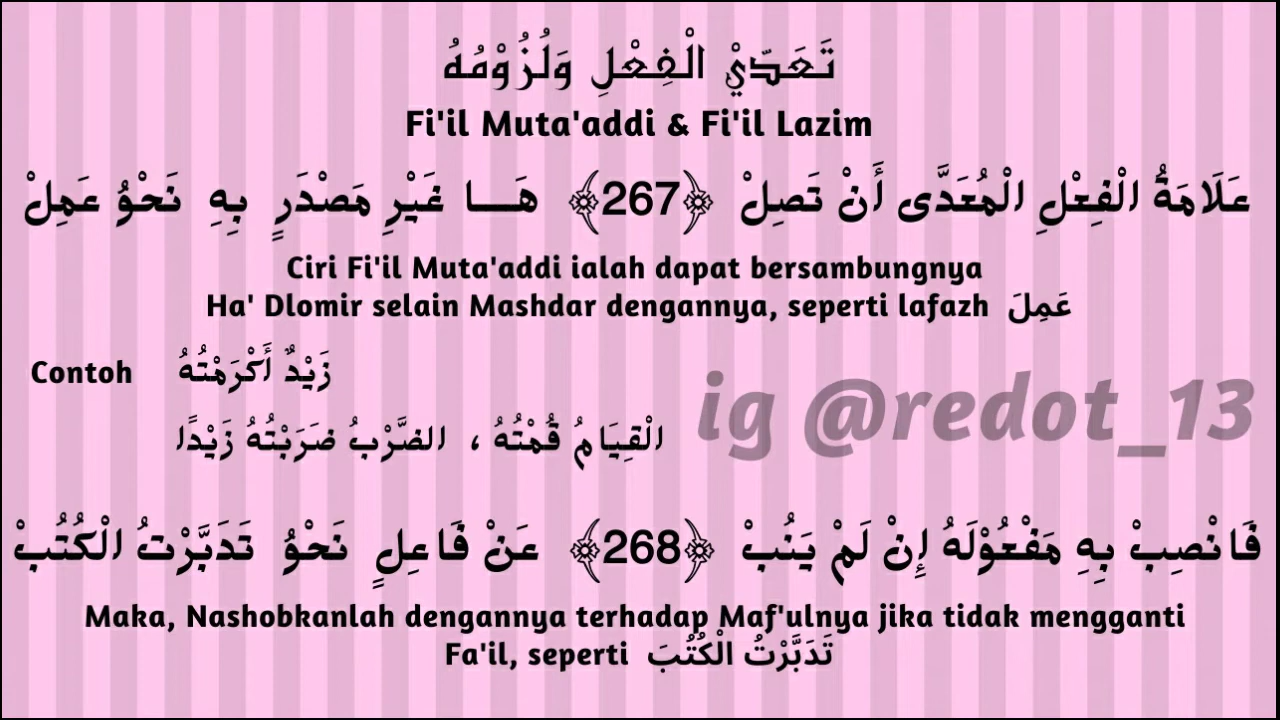 تَعَدِّيْ الْفِعْلِ وَلُزُوْمُهُ
Fi'il Muta'addi & Fi'il Lazim
عَلَامَةُ الْفِعْلِ الْمُعَدَّى أَنْ تَصِلْ ﴿267﴾ هَـــا غَيْرِ مَصْدَرٍ بِهِ نَحْوُ عَمِلْ
Ciri Fi'il Muta'addi ialah dapat bersambungnya
Ha' Dlomir selain Mashdar dengannya, seperti lafazh عَمِلَ
Contoh زَيْدٌ أَكْرَمْتُهُ
الْقِيَامُ قُمْتُهُ ، الضَّرْبُ ضَرَبْتُهُ زَيْدًا
ig @redot_13
فَانْصِبْ بِهِ مَفْعُوْلَهُ إِنْ لَمْ يَنُبْ ﴿268﴾ عَنْ فَاعِلٍ نَحْوُ تَدَبَّرْتُ الْكُتُبْ
Maka, Nashobkanlah dengannya terhadap Maf'ulnya jika tidak mengganti
Fa'il, seperti تَدَبَّرْتُ الْكُتُبَ